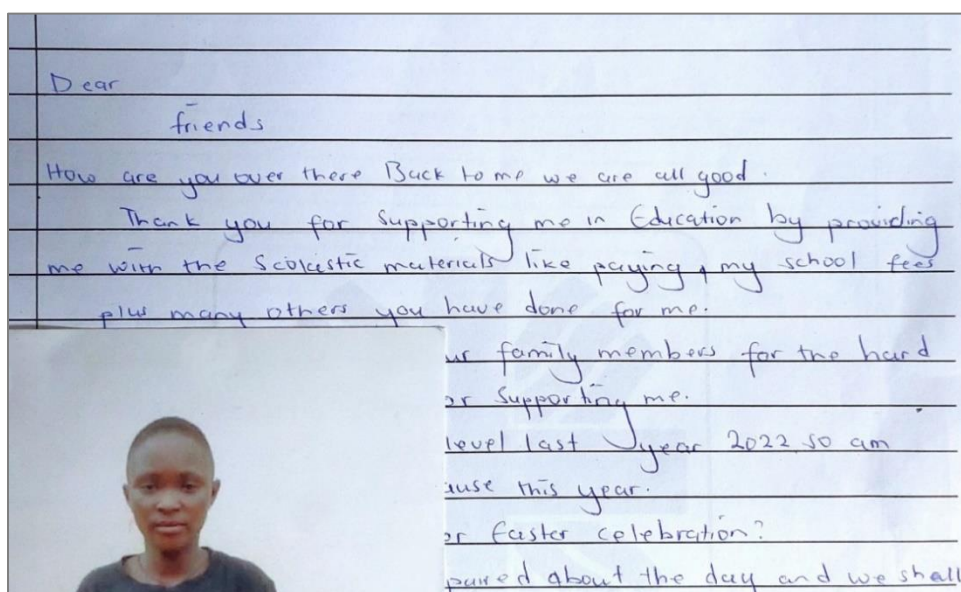 Dear
friends
How are you over there Back to me we are all good.
Thank you for supporting me in Education by providing
me with the Scolastic materials like paying my school fees
plus many others you have done for me.
ur family members for the hard
or supporting me.
level last year 2022 so am
ause this year.
or Easter celebration?
pared about the day and we shall